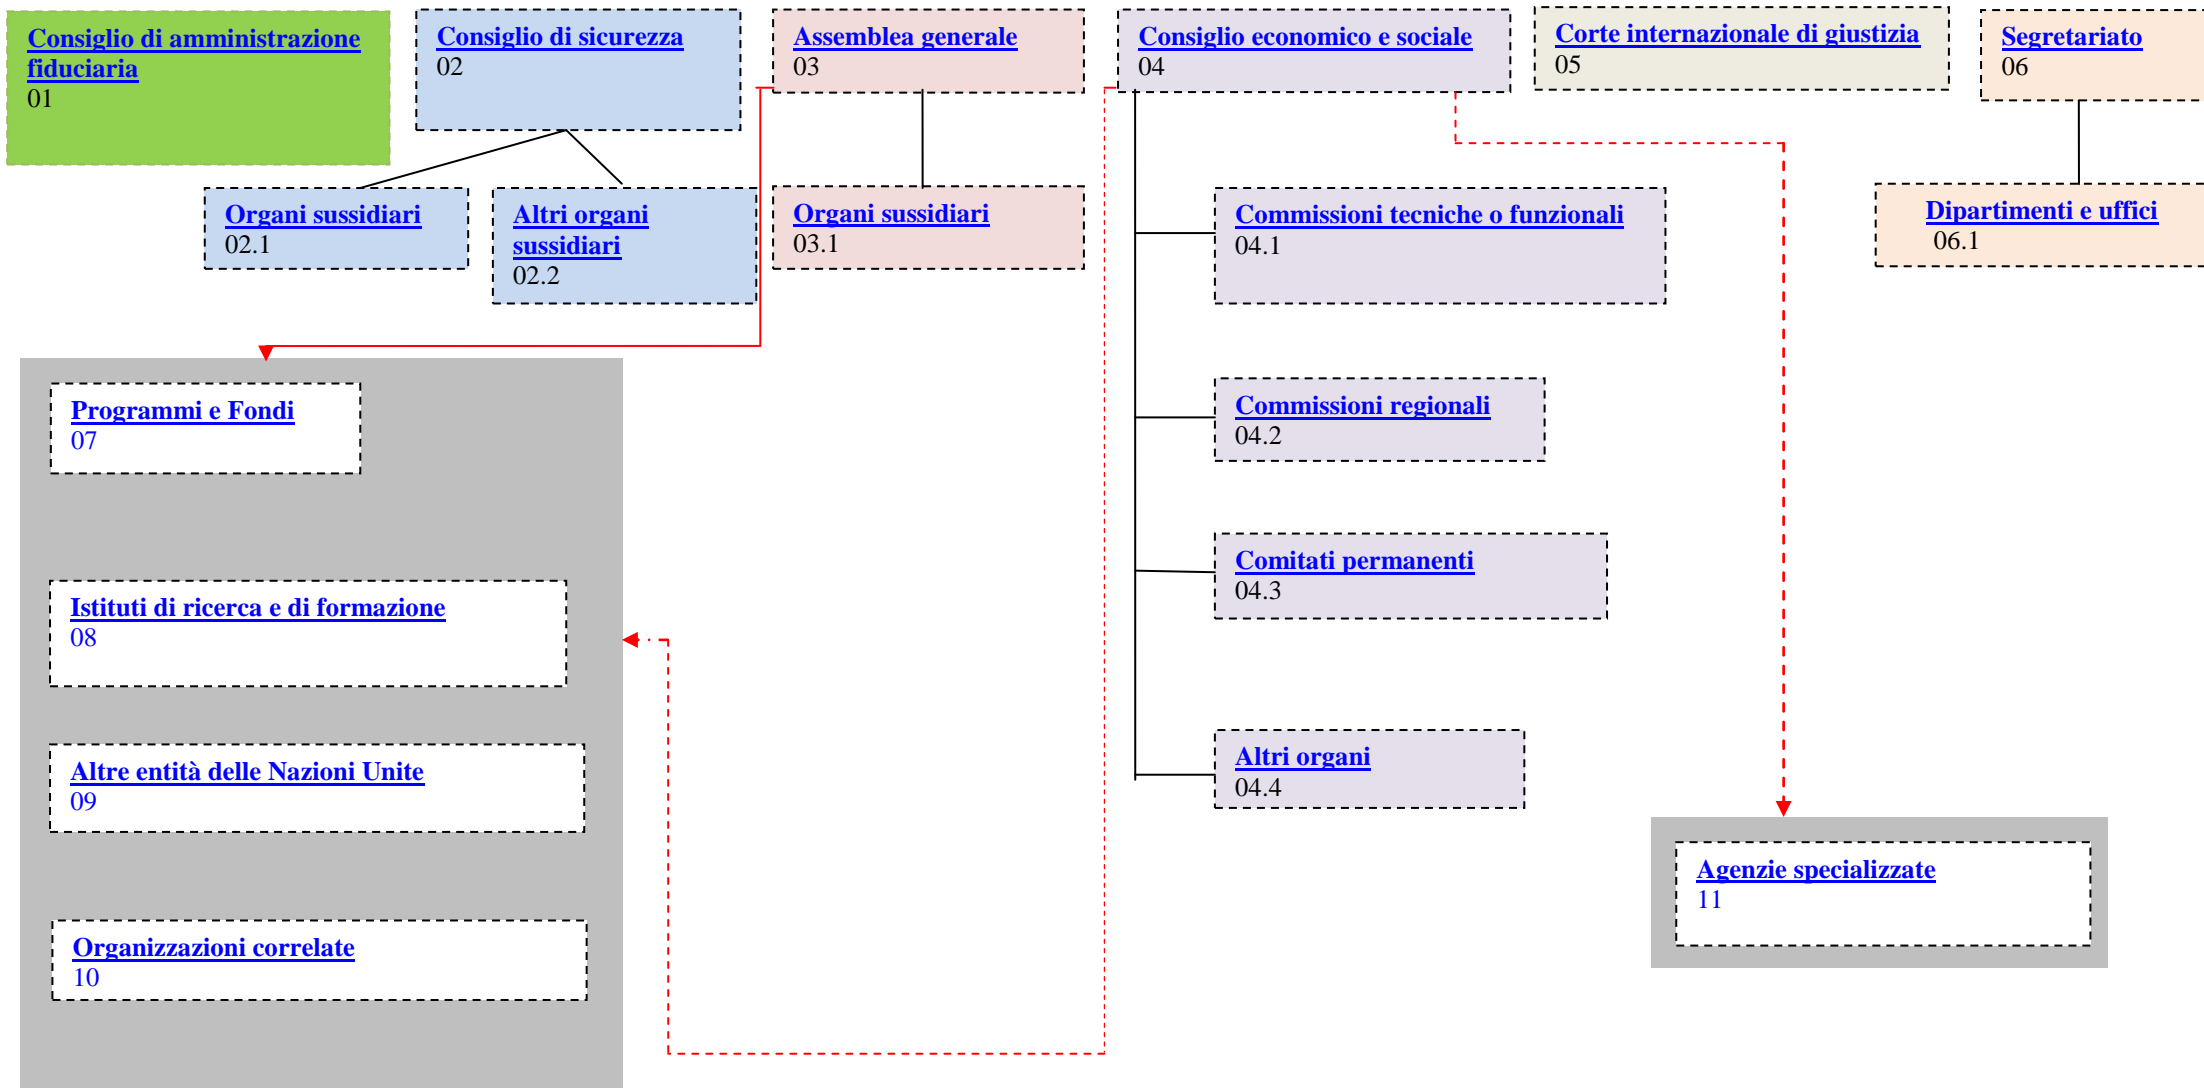 Consiglio di amministrazione
fiduciaria
01
Consiglio di sicurezza
02
Assemblea generale
03
Consiglio economico e sociale
04
Corte internazionale di giustizia
05
Segretariato
06
Organi sussidiari
02.1
Altri organi
sussidiari
02.2
Organi sussidiari
03.1
Commissioni tecniche o funzionali
04.1
Dipartimenti e uffici
06.1
Programmi e Fondi
07
Commissioni regionali
04.2
Comitati permanenti
04.3
Istituti di ricerca e di formazione
08
Altre entità delle Nazioni Unite
09
Altri organi
04.4
Agenzie specializzate
11
Organizzazioni correlate
10